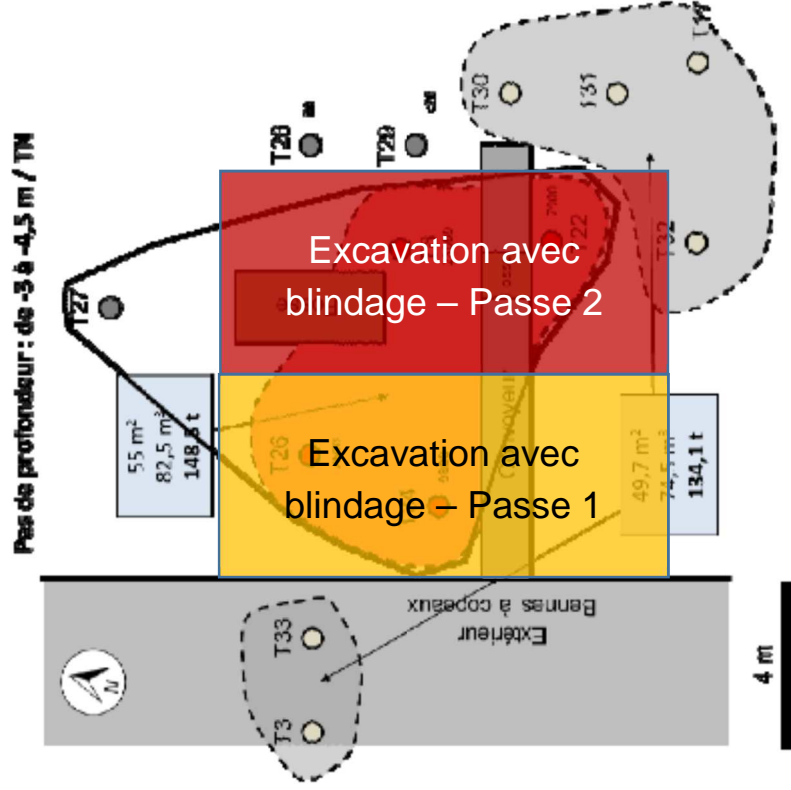 Pas de profondeur : de -3 à -4,5 m / TN
T27
T28
T29
T30
T31
T32
55 m²
82,5 m³
148,5 t
T26
T22
Excavation avec
blindage – Passe 2
Excavation avec
blindage – Passe 1
49,7 m²
134,1 t
Extérieur
Bennes à copeaux
T33
T3
N
4 m